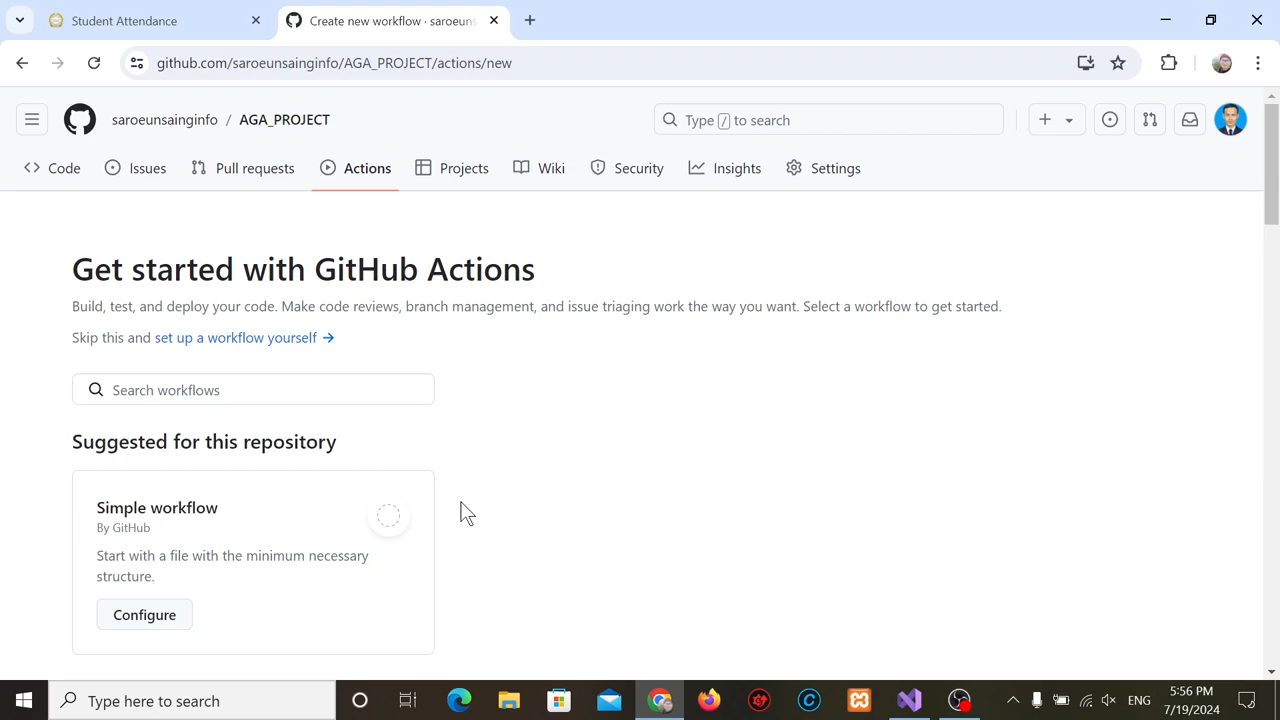 Student Attendance
Create new workflow · saroeuns
github.com/saroeunsainginfo/AGA_PROJECT/actions/new
saroeunsainginfo / AGA_PROJECT
Type / to search
Code
Issues
Pull requests
Actions
Projects
Wiki
Security
Insights
Settings
Get started with GitHub Actions
Build, test, and deploy your code. Make code reviews, branch management, and issue triaging work the way you want. Select a workflow to get started.
Skip this and set up a workflow yourself →
Search workflows
Suggested for this repository
Simple workflow
By GitHub
Start with a file with the minimum necessary
structure.
Configure
Type here to search
ENG
5:56 PM
7/19/2024